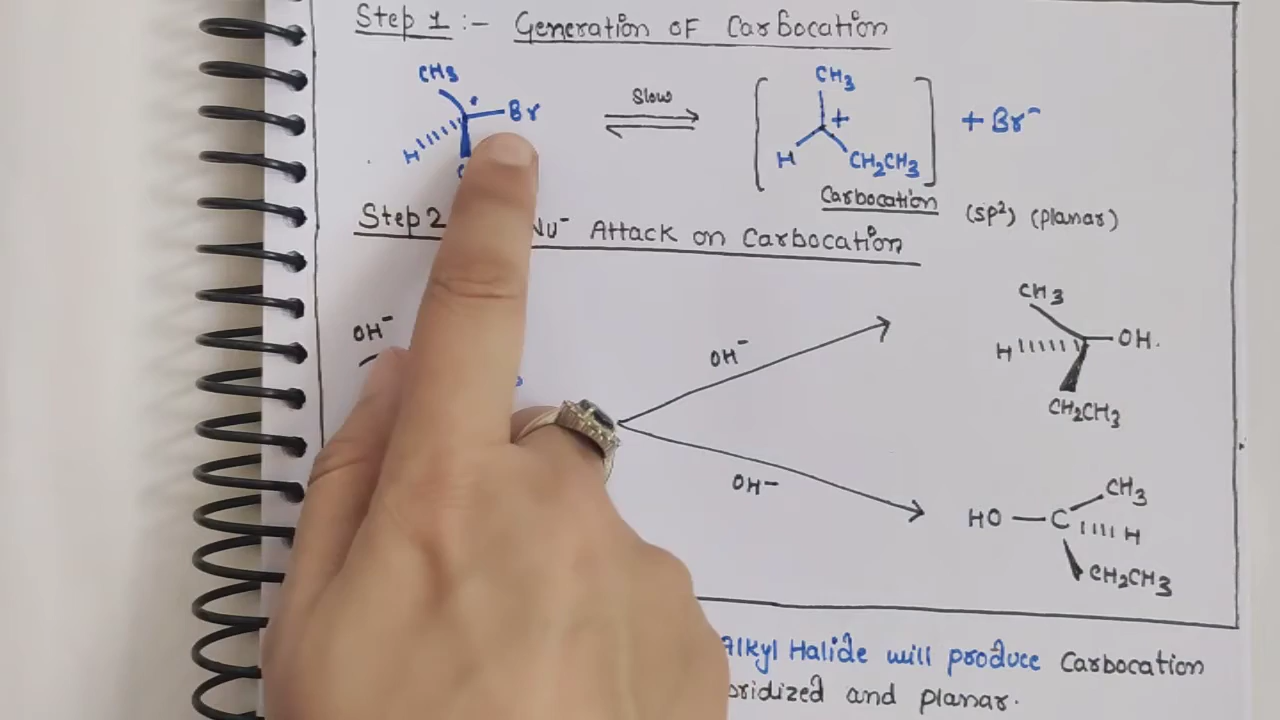 Step 1 :- Generation of Carbocation
CH3
Br
H
Slow
CH3
+
H
CH2CH3
+ Br⁻
Carbocation (sp²) (planar)
Step 2 Nu⁻ Attack on Carbocation
OH⁻
OH⁻
CH3
H
OH.
CH2CH3
OH-
HO — C
CH3
H
CH2CH3
Alkyl Halide will produce Carbocation
and planar.